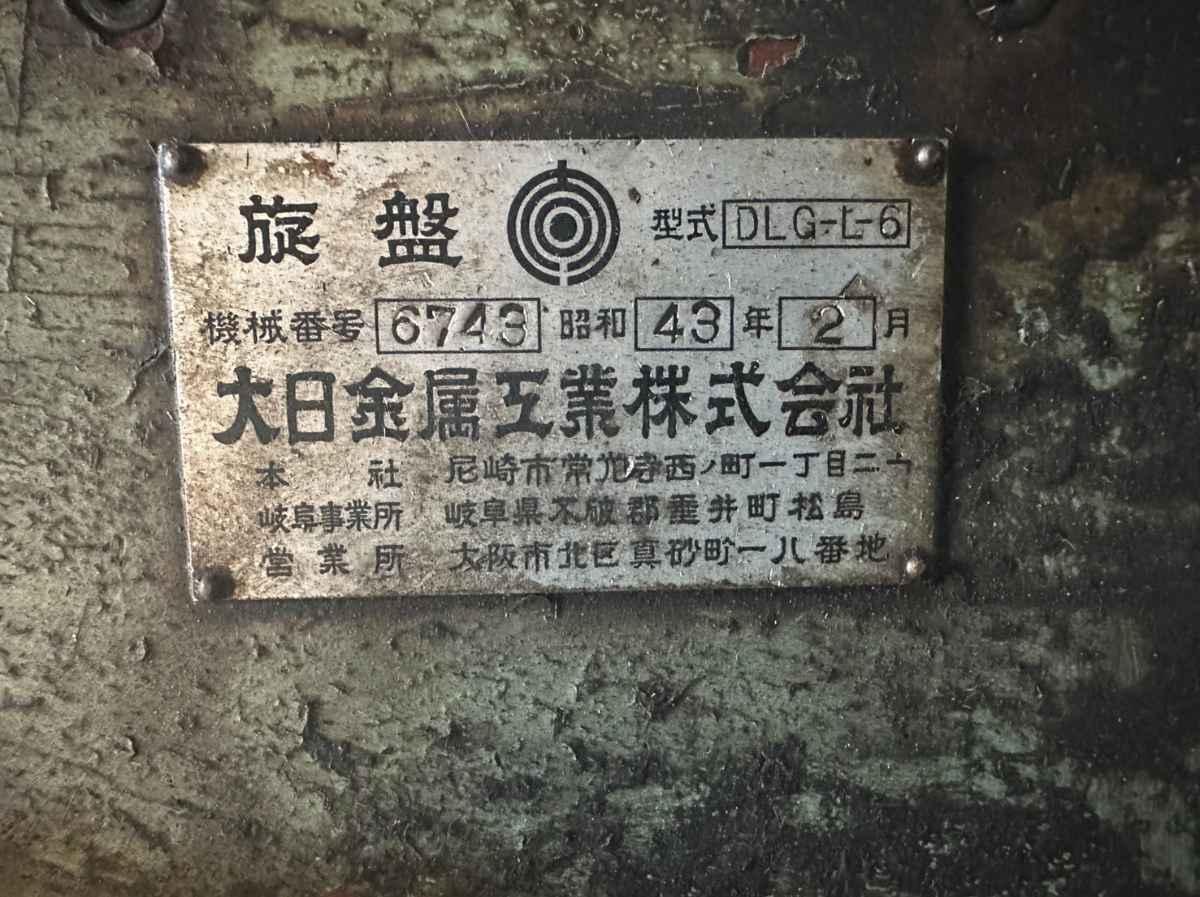 旋盤 型式 DLG-L-6
機械番号 6743 昭和 43 年 2 月
大日金属工業株式会社
本社 尼崎市常光寺西ノ町一丁目二一
岐阜事業所 岐阜県不破郡垂井町松島
営業所 大阪市北区真砂町一八番地